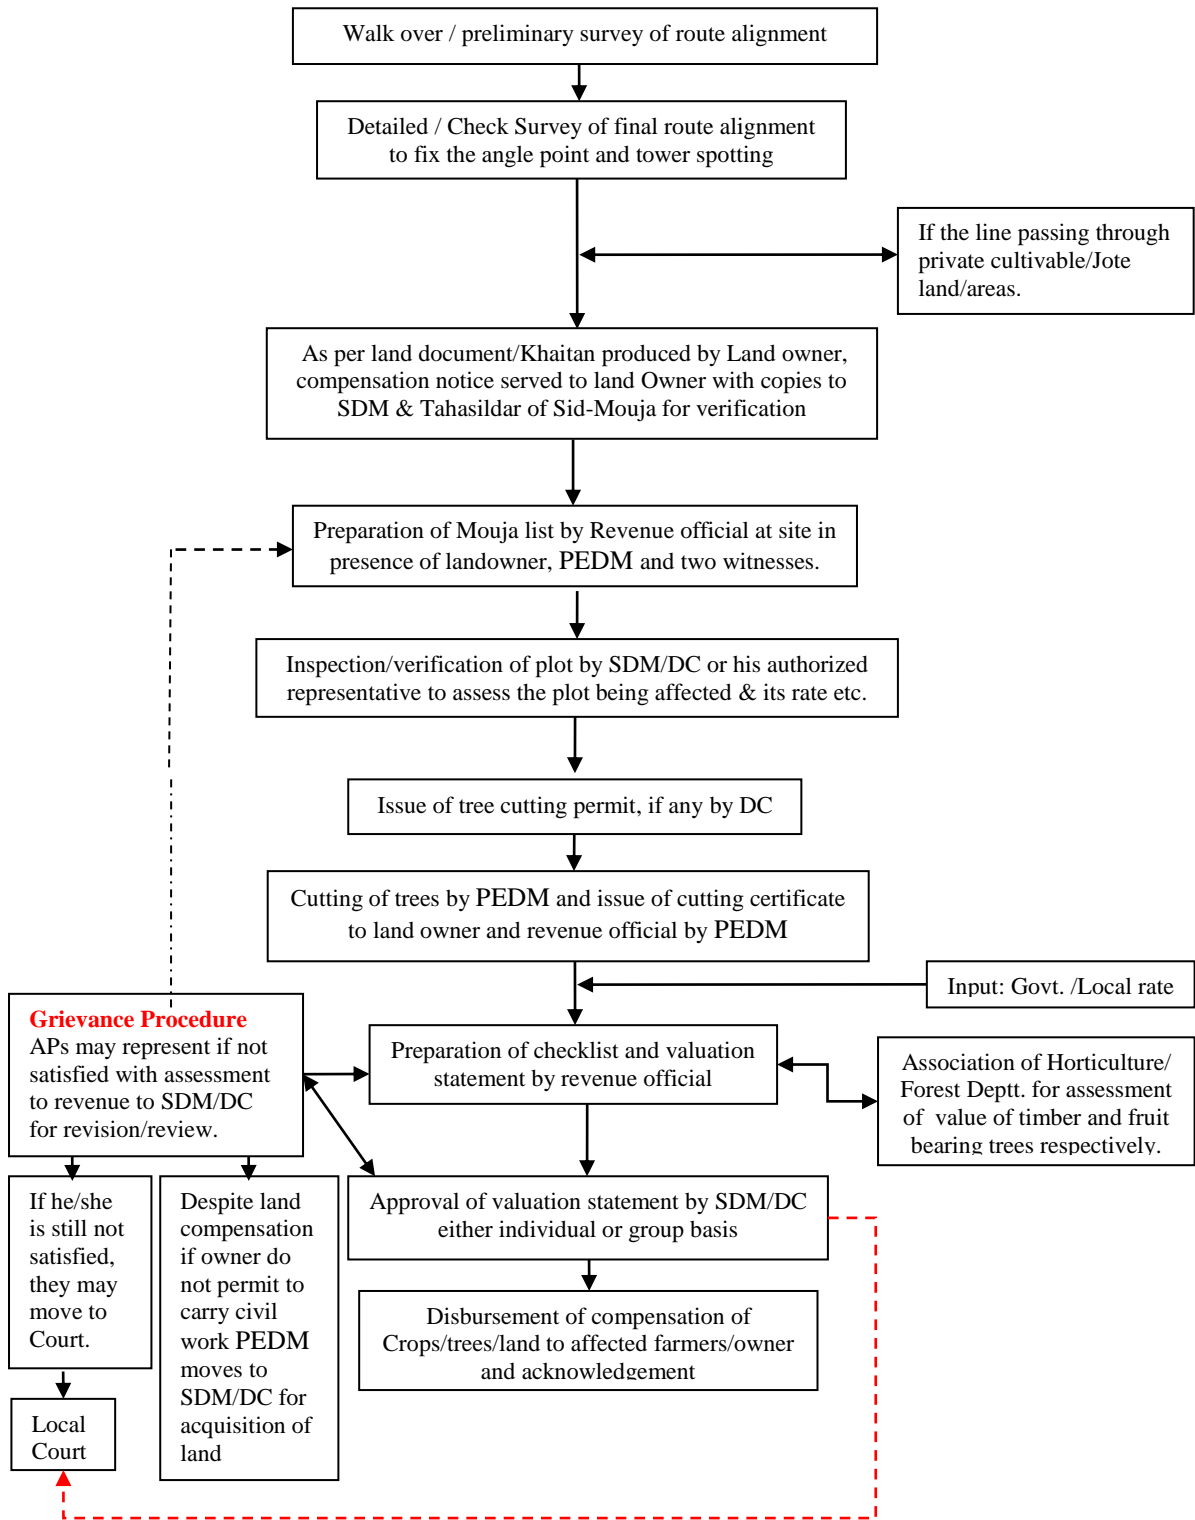 Walk over / preliminary survey of route alignment
Detailed / Check Survey of final route alignment
to fix the angle point and tower spotting
If the line passing through
private cultivable/Jote
land/areas.
As per land document/Khaitan produced by Land owner,
compensation notice served to land Owner with copies to
SDM & Tahasildar of Sid-Mouja for verification
Preparation of Mouja list by Revenue official at site in
presence of landowner, PEDM and two witnesses.
Inspection/verification of plot by SDM/DC or his authorized
representative to assess the plot being affected & its rate etc.
Issue of tree cutting permit, if any by DC
Cutting of trees by PEDM and issue of cutting certificate
to land owner and revenue official by PEDM
Input: Govt. /Local rate
Grievance Procedure
APs may represent if not
satisfied with assessment
to revenue to SDM/DC
for revision/review.
Preparation of checklist and valuation
statement by revenue official
Association of Horticulture/
Forest Deptt. for assessment
of value of timber and fruit
bearing trees respectively.
If he/she
is still not
satisfied,
they may
move to
Court.
Despite land
compensation
if owner do
not permit to
carry civil
work PEDM
moves to
SDM/DC for
acquisition of
land
Approval of valuation statement by SDM/DC
either individual or group basis
Disbursement of compensation of
Crops/trees/land to affected farmers/owner
and acknowledgement
Local
Court